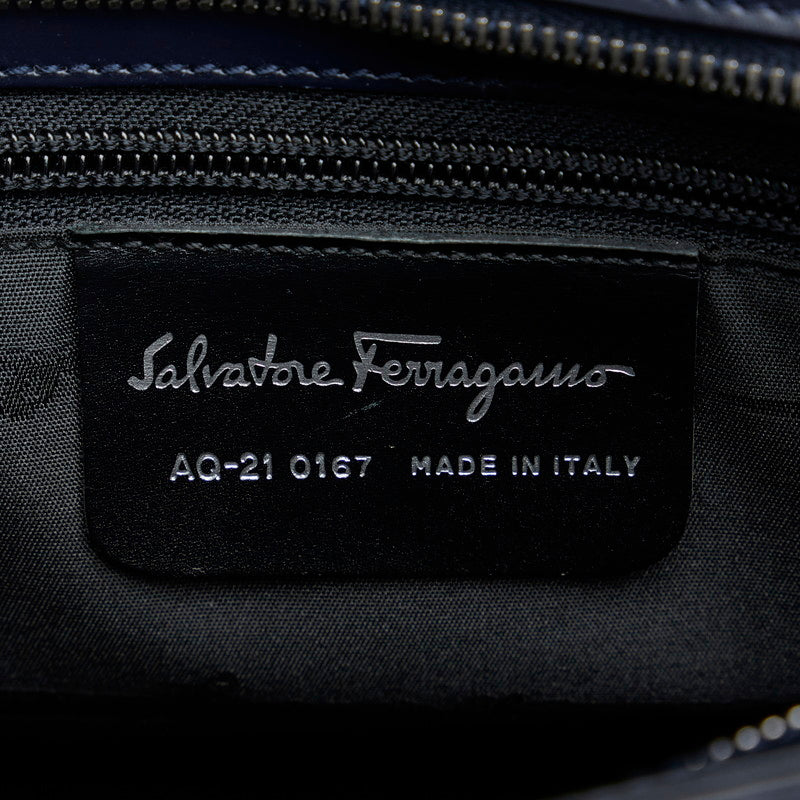 Salvatore Ferragamo
AQ-21 0167 MADE IN ITALY